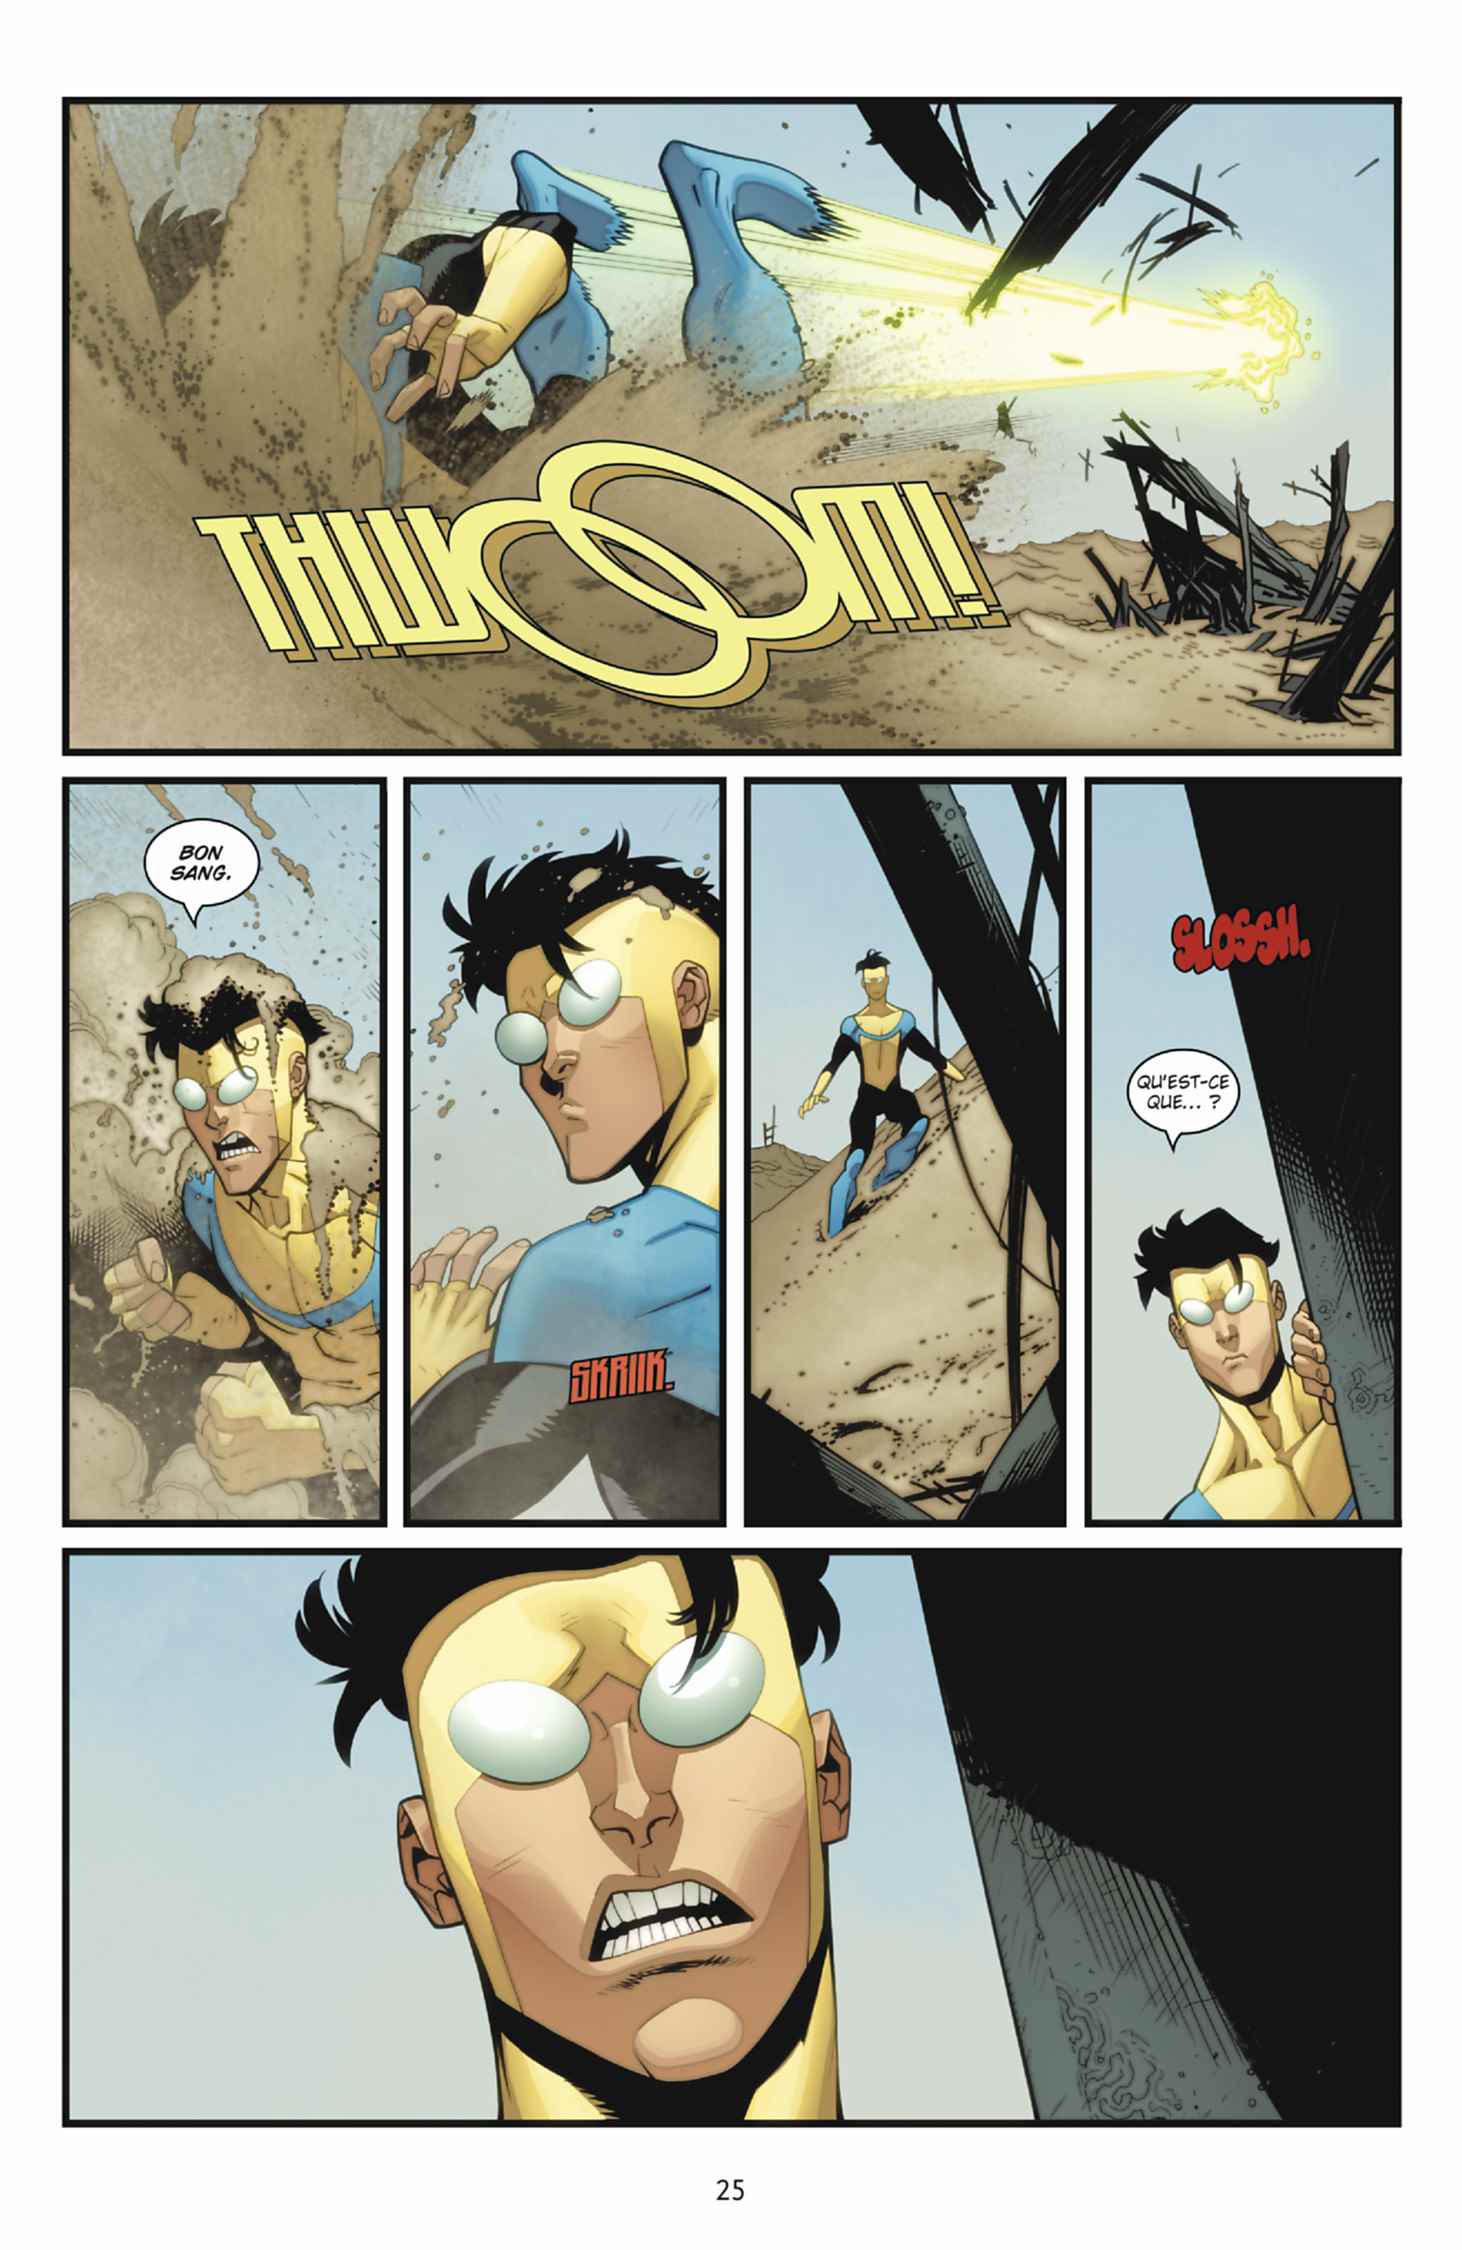 THWOOM!
BON
SANG.
SKRIIK.
SLOSSH.
QU'EST-CE
QUE... ?
25